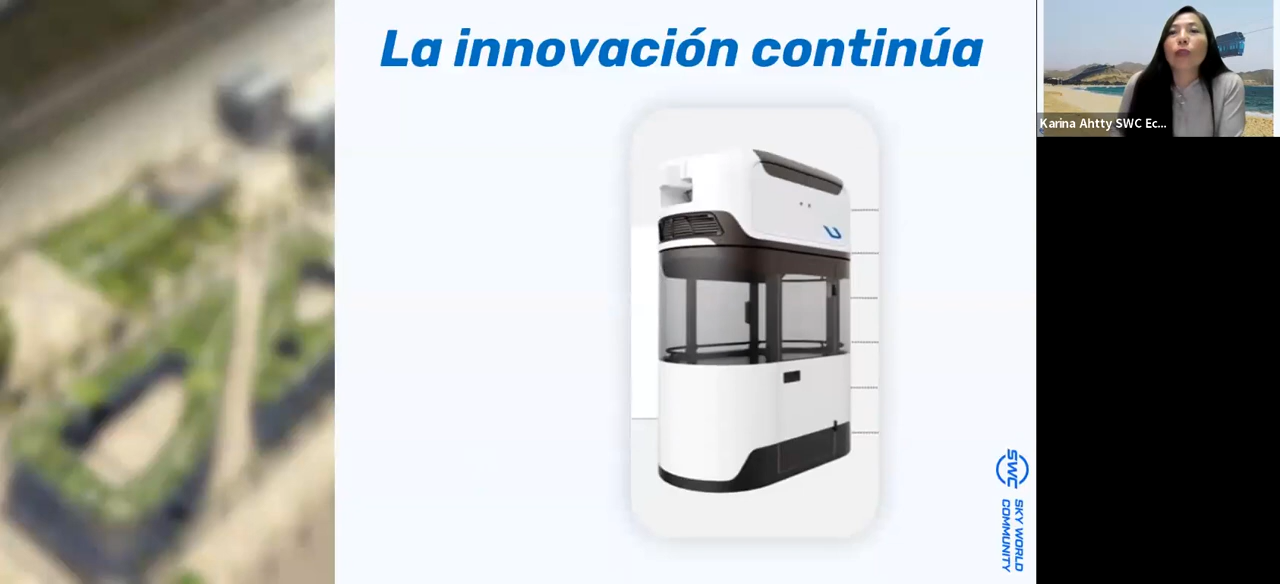 La innovación continúa
Karina Ahtty SWC Ec...
SWC
SKY WORLD
COMMUNITY